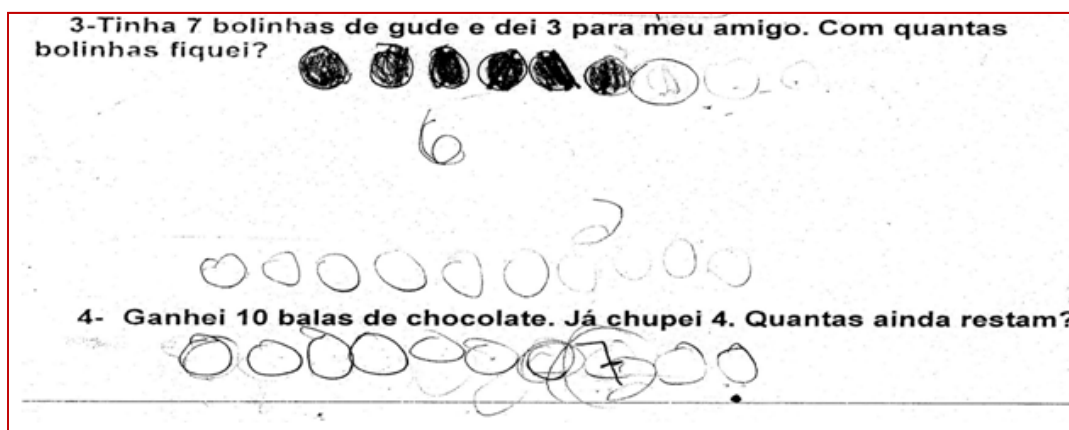 3-Tinha 7 bolinhas de gude e dei 3 para meu amigo. Com quantas
bolinhas fiquei?
6
4- Ganhei 10 balas de chocolate. Já chupei 4. Quantas ainda restam?
7